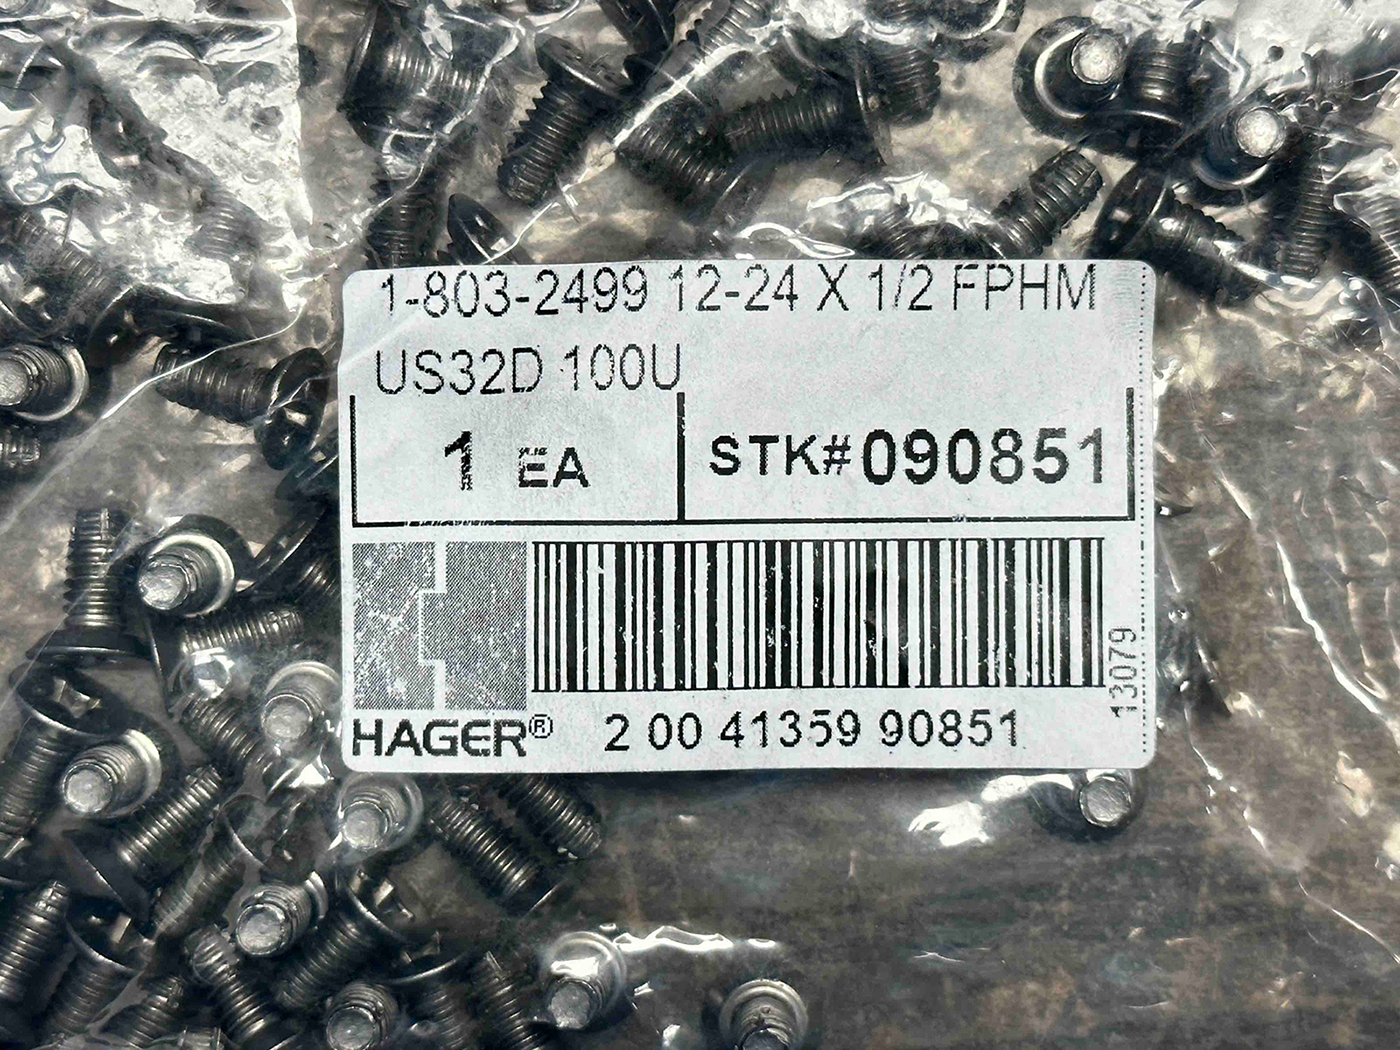 1-803-2499 12-24 X 1/2 FPHM
US32D 100U
1 EA
STK#090851
13079
HAGER®
2 00 41359 90851